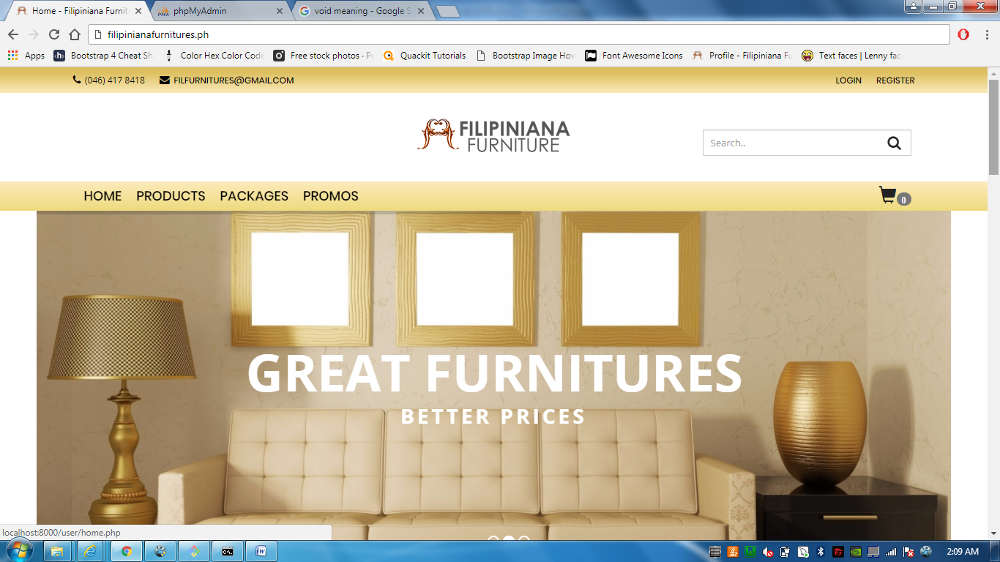 Home - Filipiniana Furnit
phpMyAdmin
void meaning - Google S
filipinianafurnitures.ph
Apps
Bootstrap 4 Cheat Sh
Color Hex Color Code
Free stock photos · Pe
Quackit Tutorials
Bootstrap Image Hov
Font Awesome Icons
Profile - Filipiniana Fu
Text faces | Lenny fac
(046) 417 8418
FILFURNITURES@GMAIL.COM
LOGIN
REGISTER
FILIPINIANA
FURNITURE
Search..
HOME
PRODUCTS
PACKAGES
PROMOS
0
GREAT FURNITURES
BETTER PRICES
localhost:8000/user/home.php
2:09 AM